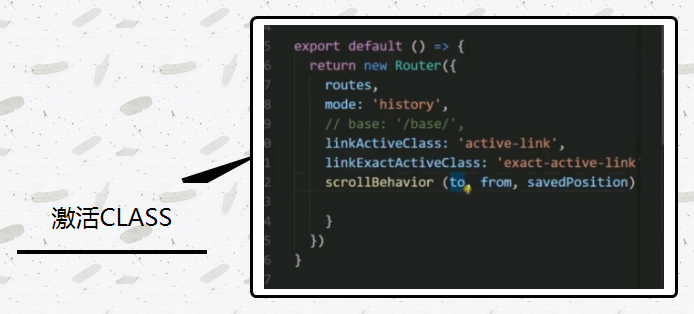 激活CLASS
5 export default () => {
6 return new Router({
7 routes,
8 mode: 'history',
9 // base: '/base/',
0 linkActiveClass: 'active-link',
1 linkExactActiveClass: 'exact-active-link
2 scrollBehavior (to, from, savedPosition)
3
4 }
5 })
6 }
7